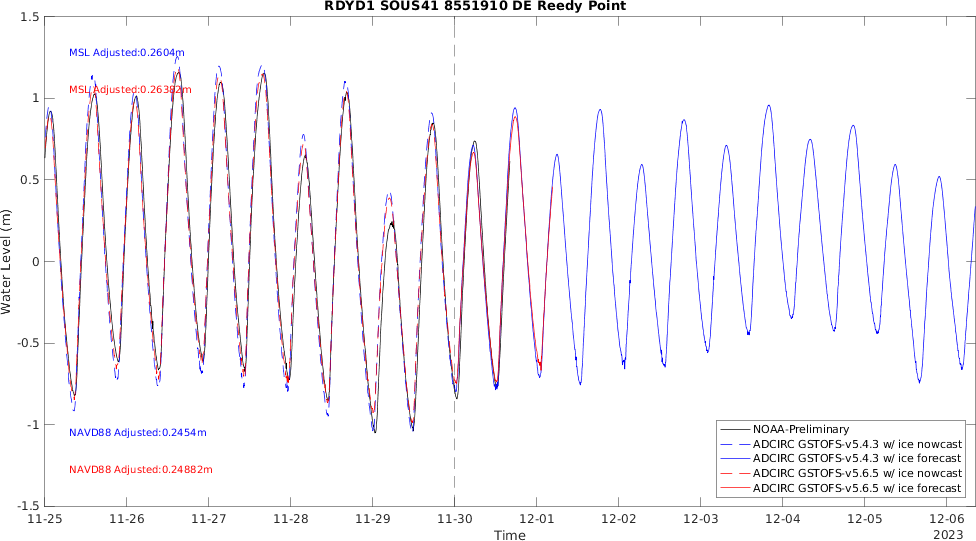 RDYD1 SOUS41 8551910 DE Reedy Point
1.5
1
0.5
0
-0.5
-1
-1.5
Water Level (m)
MSL Adjusted:0.2604m
MSL Adjusted:0.26382m
NAVD88 Adjusted:0.2454m
NAVD88 Adjusted:0.24882m
NOAA-Preliminary
ADCIRC GSTOFS-v5.4.3 w/ ice nowcast
ADCIRC GSTOFS-v5.4.3 w/ ice forecast
ADCIRC GSTOFS-v5.6.5 w/ ice nowcast
ADCIRC GSTOFS-v5.6.5 w/ ice forecast
11-25 11-26 11-27 11-28 11-29 11-30 12-01 12-02 12-03 12-04 12-05 12-06
Time
2023